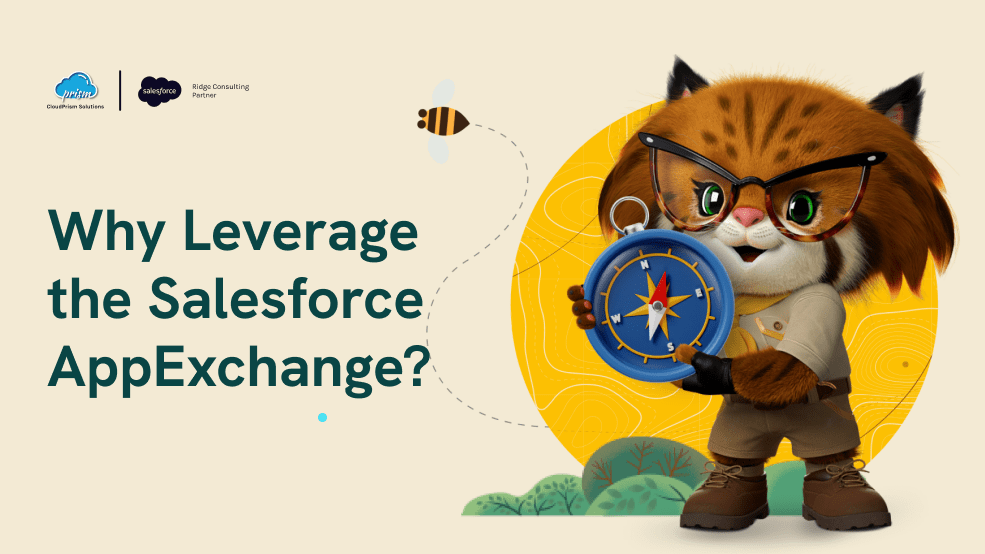 prism
CloudPrism Solutions
salesforce
Ridge Consulting
Partner
Why Leverage
the Salesforce
AppExchange?
N
E
W
S